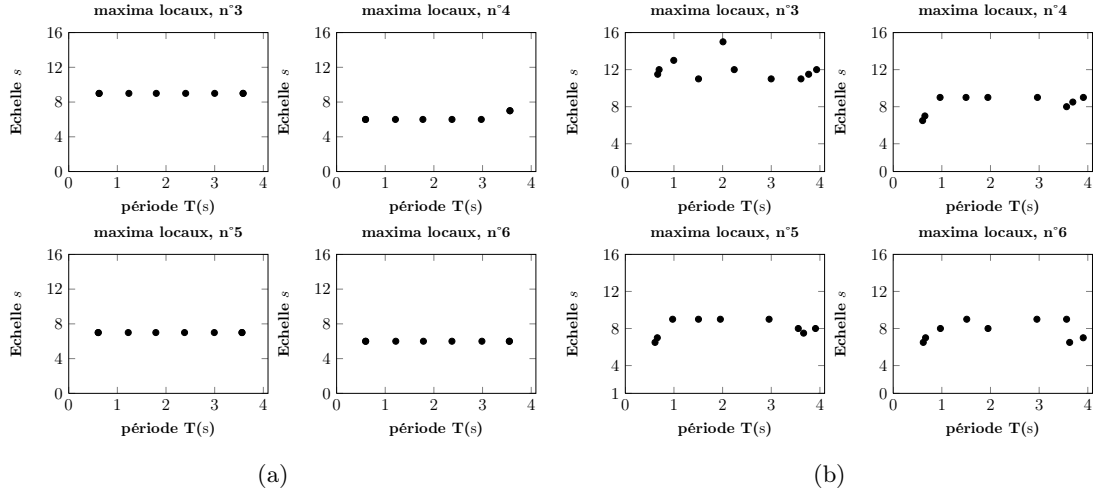 maxima locaux, n°3
16
12
8
4
0
0 1 2 3 4
Echelle s
période T(s)
maxima locaux, n°4
16
12
8
4
0
0 1 2 3 4
Echelle s
période T(s)
maxima locaux, n°5
16
12
8
4
0
0 1 2 3 4
Echelle s
période T(s)
maxima locaux, n°6
16
12
8
4
0
0 1 2 3 4
Echelle s
période T(s)
(a)
maxima locaux, n°3
16
12
8
4
0
0 1 2 3 4
Echelle s
période T(s)
maxima locaux, n°4
16
12
8
4
0
0 1 2 3 4
Echelle s
période T(s)
maxima locaux, n°5
16
12
8
4
1
0 1 2 3 4
Echelle s
période T(s)
maxima locaux, n°6
16
12
8
4
0
0 1 2 3 4
Echelle s
période T(s)
(b)